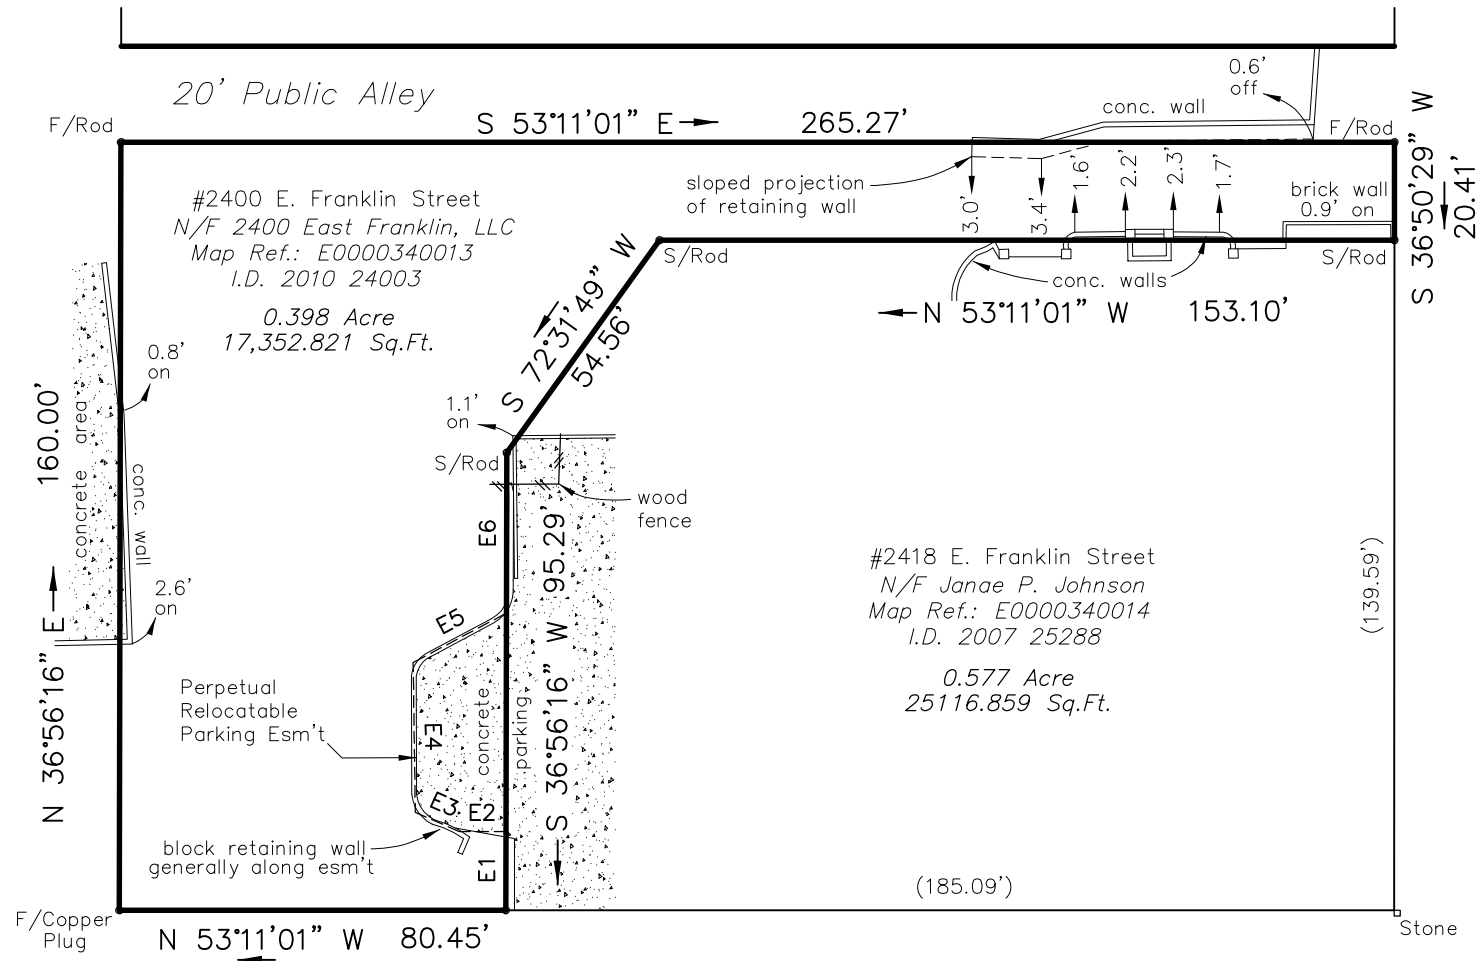 20' Public Alley
F/Rod
S 53°11'01" E
265.27'
0.6'
off
conc. wall
F/Rod
S 36°50'29" W
20.41'
#2400 E. Franklin Street
N/F 2400 East Franklin, LLC
Map Ref.: E0000340013
I.D. 2010 24003
0.398 Acre
17,352.821 Sq.Ft.
sloped projection
of retaining wall
3.0'
3.4'
1.6'
2.2'
2.3'
1.7'
brick wall
0.9' on
S/Rod
S/Rod
conc. walls
N 53°11'01" W 153.10'
S 72°31'49" W
54.56'
0.8'
on
1.1'
on
S/Rod
wood
fence
160.00'
N 36°56'16" E
concrete area
conc. wall
2.6'
on
E6
E5
E4
E3
E2
E1
S 36°56'16" W 95.29'
concrete
parking
Perpetual
Relocatable
Parking Esm't
block retaining wall
generally along esm't
#2418 E. Franklin Street
N/F Janae P. Johnson
Map Ref.: E0000340014
I.D. 2007 25288
0.577 Acre
25116.859 Sq.Ft.
(139.59')
(185.09')
F/Copper
Plug
N 53°11'01" W 80.45'
Stone